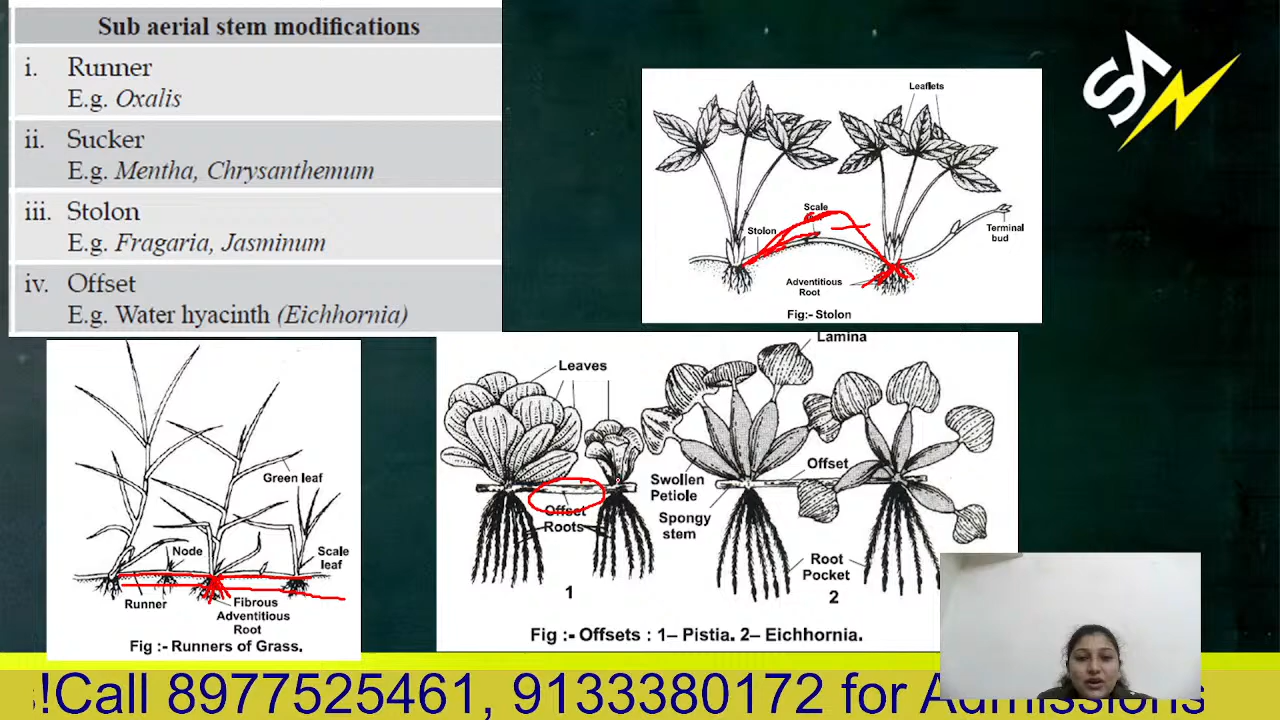 Sub aerial stem modifications
i. Runner
E.g. Oxalis
ii. Sucker
E.g. Mentha, Chrysanthemum
iii. Stolon
E.g. Fragaria, Jasminum
iv. Offset
E.g. Water hyacinth (Eichhornia)
SAN
Leaflets
Scale
Stolon
Terminal
bud
Adventitious
Root
Fig:- Stolon
Green leaf
Node
Scale
leaf
Runner
Fibrous
Adventitious
Root
Fig :- Runners of Grass.
Leaves
Lamina
Swollen
Petiole
Offset
Spongy
stem
Offset
Roots
Root
Pocket
1
2
Fig :- Offsets : 1– Pistia. 2– Eichhornia.
!Call 8977525461, 9133380172 for Admissions